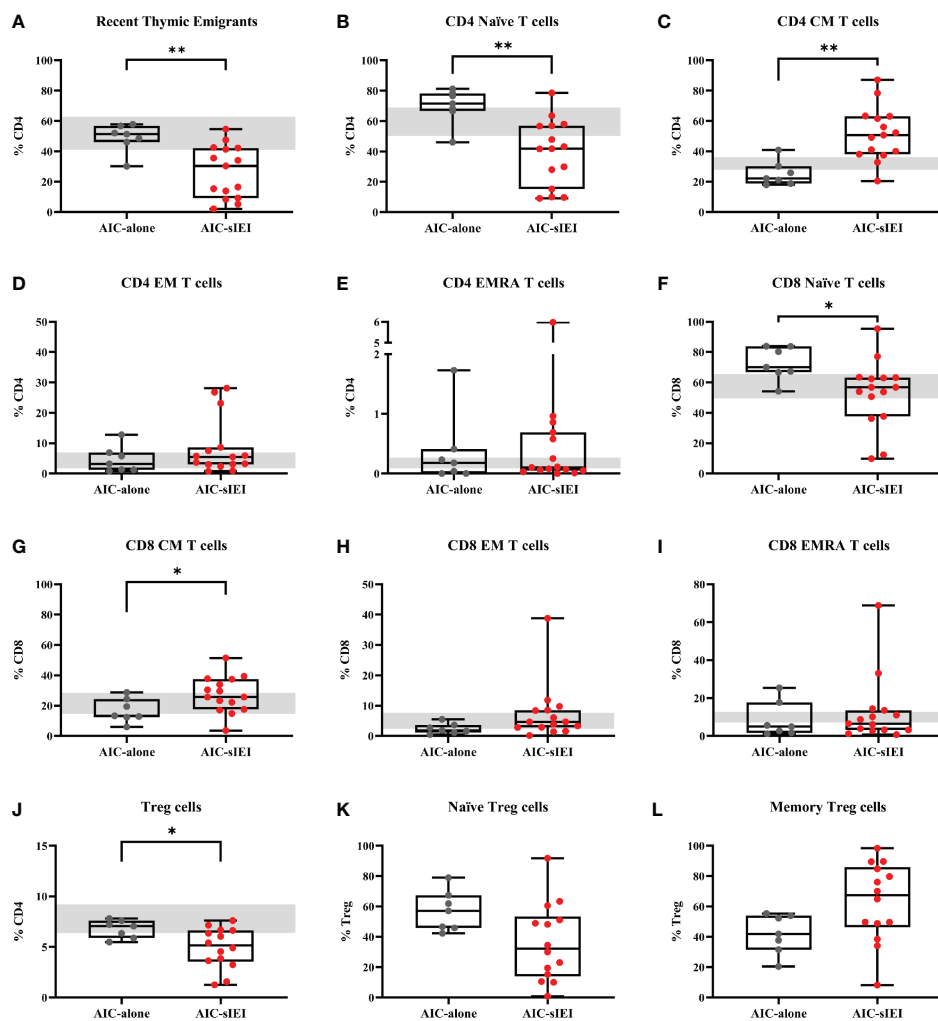 A Recent Thymic Emigrants
**
% CD4
100
80
60
40
20
0
AIC-alone AIC-sIEI
B CD4 Naïve T cells
**
% CD4
100
80
60
40
20
0
AIC-alone AIC-sIEI
C CD4 CM T cells
**
% CD4
100
80
60
40
20
0
AIC-alone AIC-sIEI
D CD4 EM T cells
% CD4
50
40
30
20
10
0
AIC-alone AIC-sIEI
E CD4 EMRA T cells
% CD4
6
5
2
1
0
AIC-alone AIC-sIEI
F CD8 Naïve T cells
*
% CD8
100
80
60
40
20
0
AIC-alone AIC-sIEI
G CD8 CM T cells
*
% CD8
100
80
60
40
20
0
AIC-alone AIC-sIEI
H CD8 EM T cells
% CD8
50
40
30
20
10
0
AIC-alone AIC-sIEI
I CD8 EMRA T cells
% CD8
80
60
40
20
0
AIC-alone AIC-sIEI
J Treg cells
*
% CD4
15
10
5
0
AIC-alone AIC-sIEI
K Naïve Treg cells
% Treg
100
80
60
40
20
0
AIC-alone AIC-sIEI
L Memory Treg cells
% Treg
100
80
60
40
20
0
AIC-alone AIC-sIEI